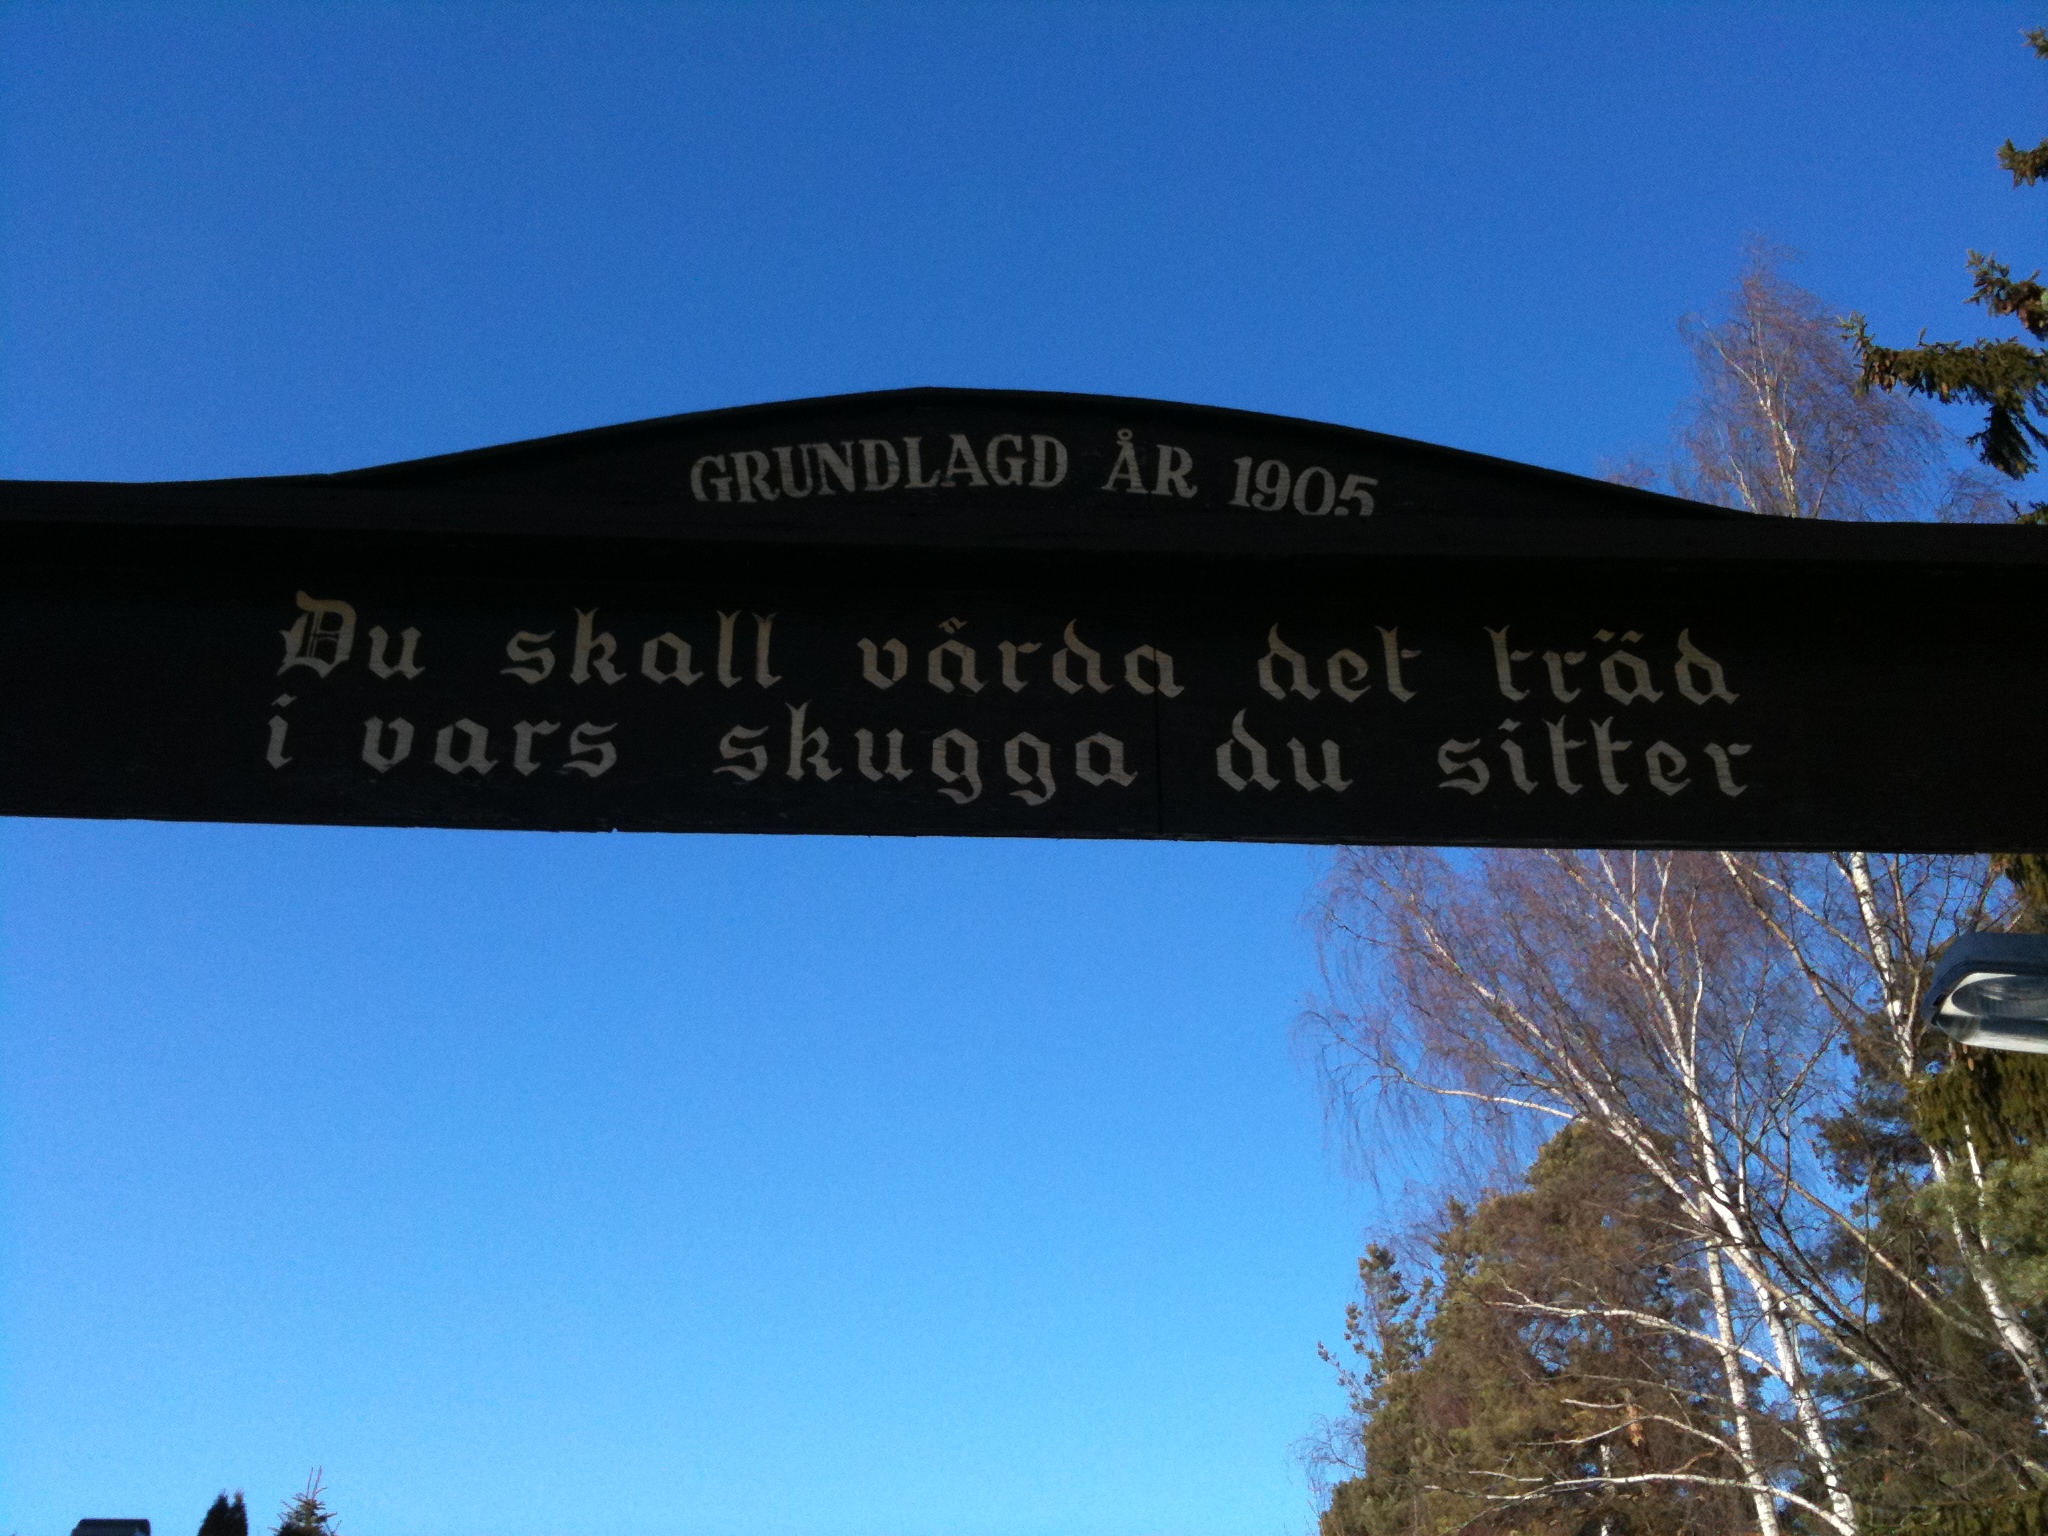 GRUNDLAGD ÅR 1905
Du skall vårda det träd
i vars skugga du sitter